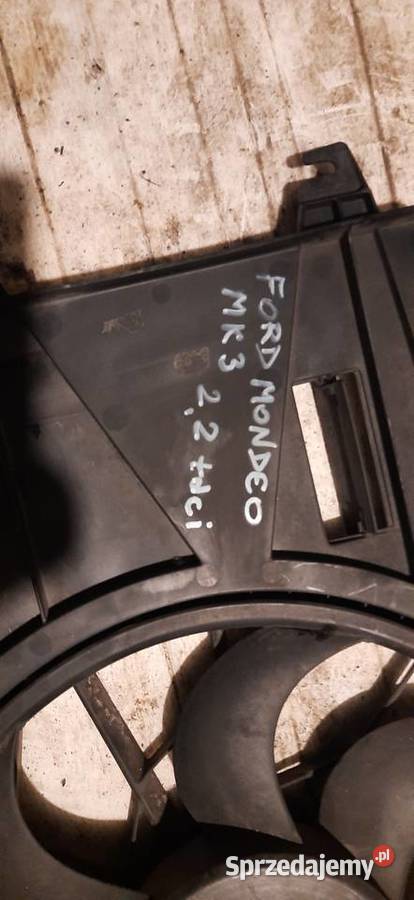 FORD MONDEO
MK3 2,2 tdci
Sprzedajemy.pl